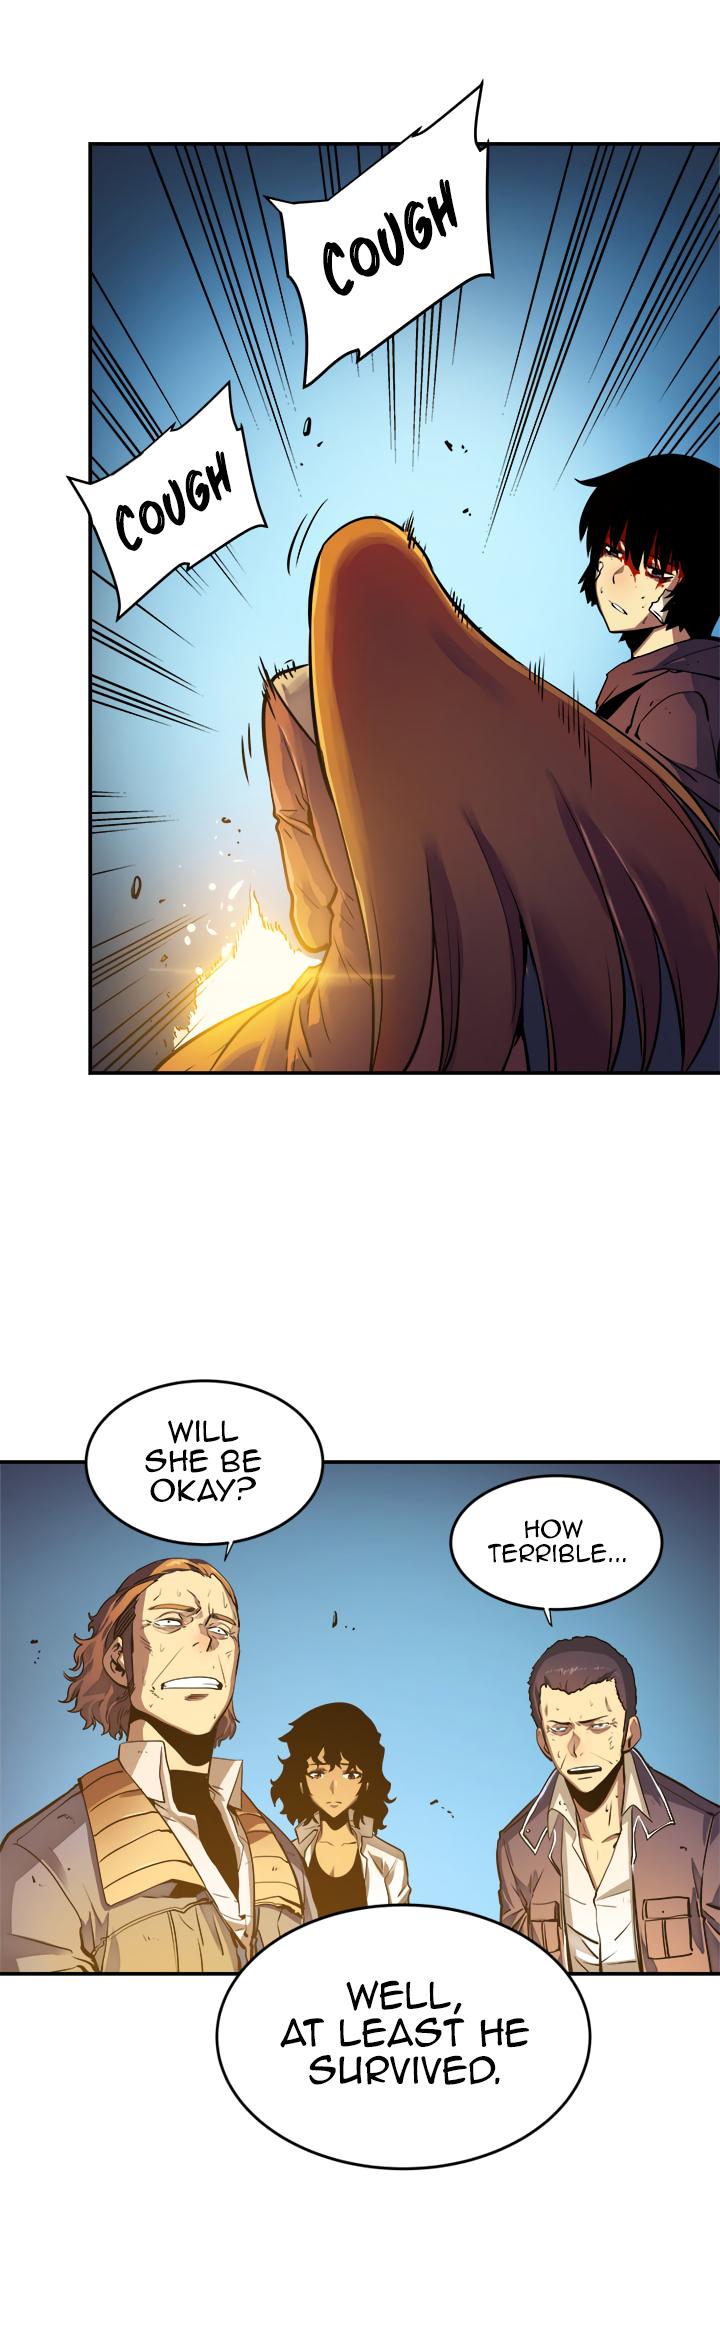 COUGH
COUGH
WILL
SHE BE
OKAY?
HOW
TERRIBLE...
WELL,
AT LEAST HE
SURVIVED.